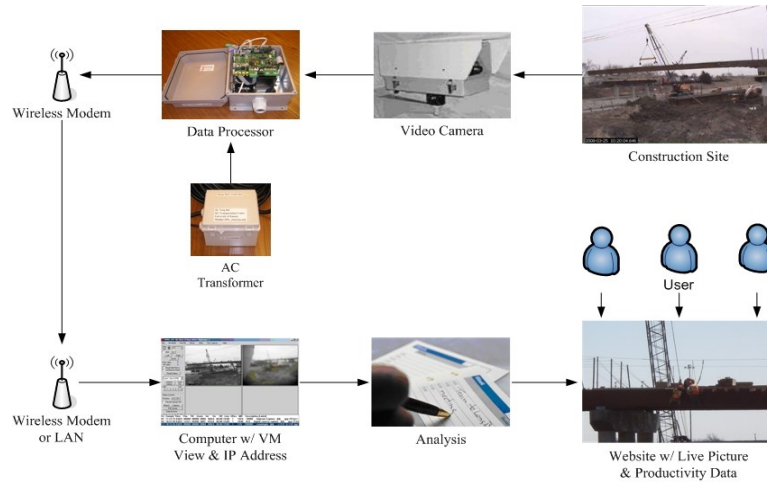 Wireless Modem
Data Processor
Video Camera
Construction Site
AC
Transformer
User
Wireless Modem
or LAN
Computer w/ VM
View & IP Address
Analysis
Website w/ Live Picture
& Productivity Data